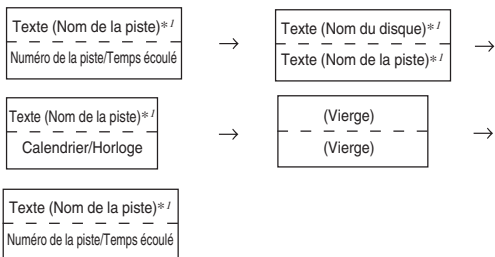 Texte (Nom de la piste)*1
Numéro de la piste/Temps écoulé
→
Texte (Nom du disque)*1
Texte (Nom de la piste)*1
→
Texte (Nom de la piste)*1
Calendrier/Horloge
→
(Vierge)
(Vierge)
→
Texte (Nom de la piste)*1
Numéro de la piste/Temps écoulé